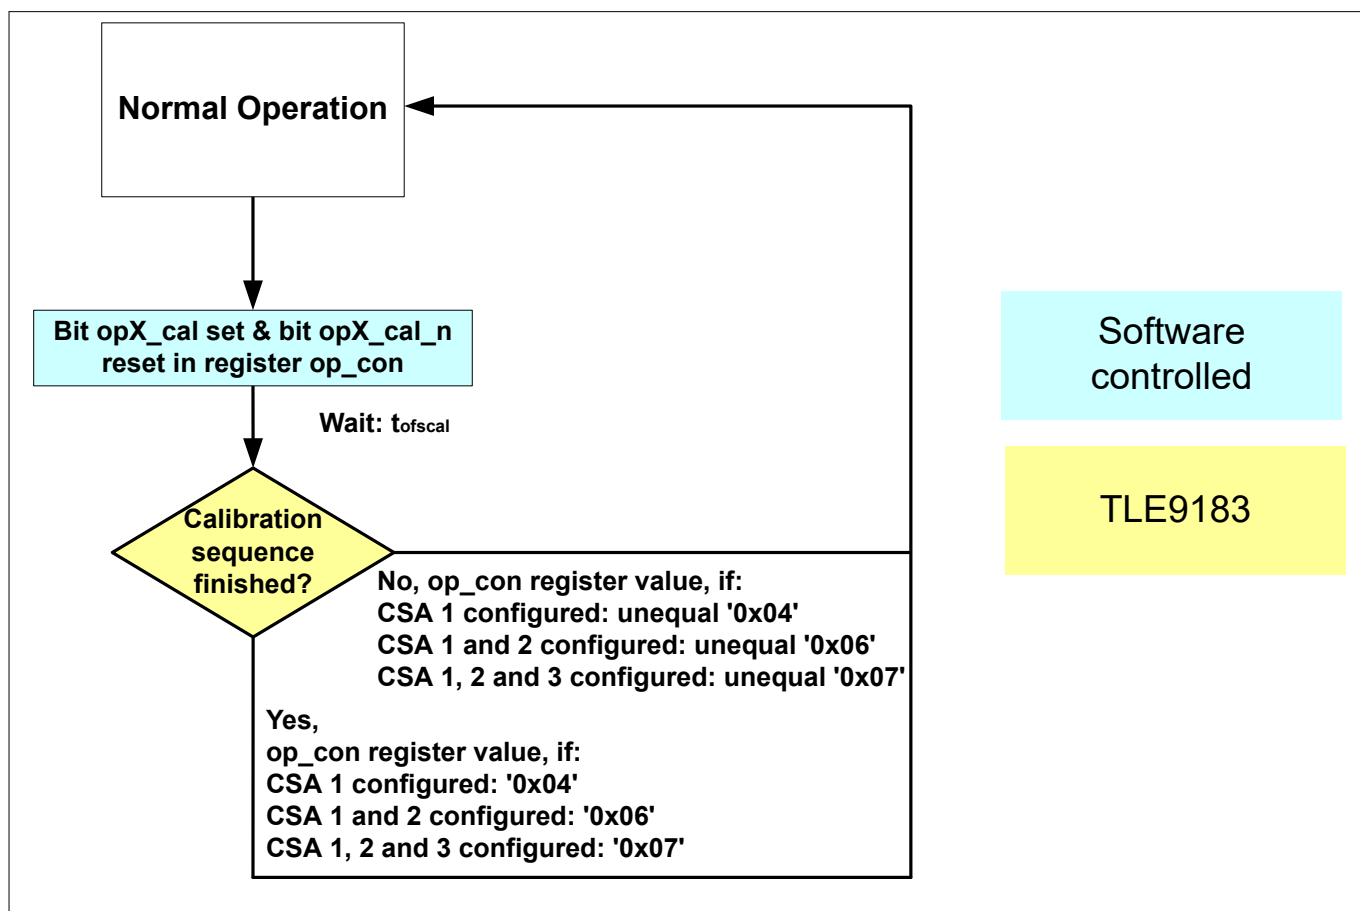 Normal Operation
Bit opX_cal set & bit opX_cal_n
reset in register op_con
Wait: tofscal
Calibration
sequence
finished?
No, op_con register value, if:
CSA 1 configured: unequal '0x04'
CSA 1 and 2 configured: unequal '0x06'
CSA 1, 2 and 3 configured: unequal '0x07'
Yes,
op_con register value, if:
CSA 1 configured: '0x04'
CSA 1 and 2 configured: '0x06'
CSA 1, 2 and 3 configured: '0x07'
Software
controlled
TLE9183